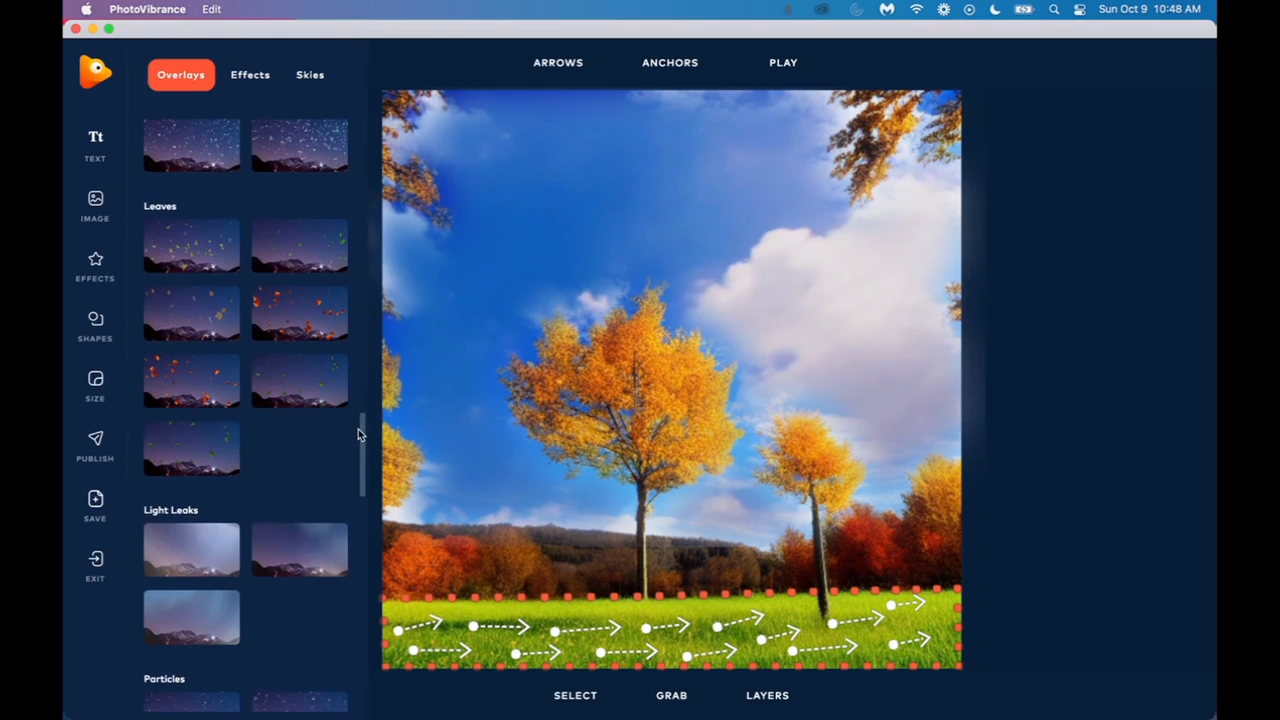 PhotoVibrance Edit Sun Oct 9 10:48 AM
Overlays Effects Skies
ARROWS ANCHORS PLAY
Tt
TEXT
IMAGE
EFFECTS
SHAPES
SIZE
PUBLISH
SAVE
EXIT
Leaves
Light Leaks
Particles
SELECT GRAB LAYERS